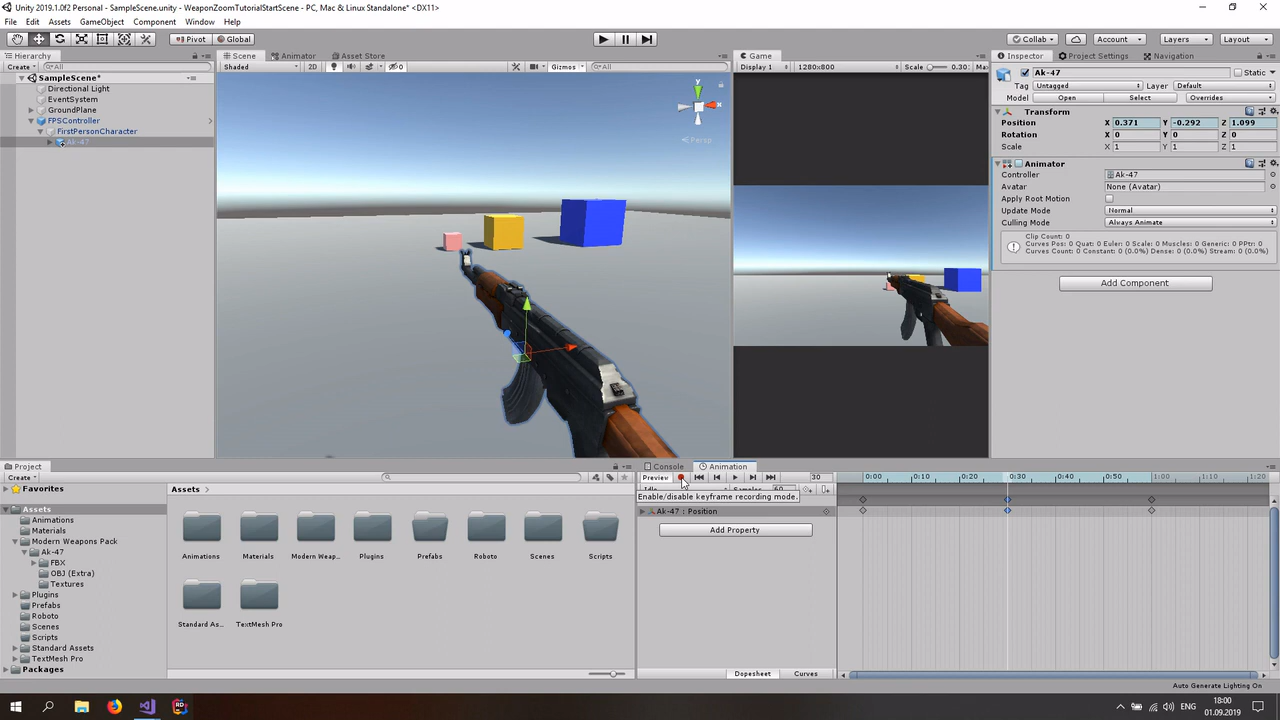 Unity 2019.1.0f2 Personal - SampleScene.unity - WeaponZoomTutorialStartScene - PC, Mac & Linux Standalone* <DX11>
File Edit Assets GameObject Component Window Help
Pivot Global Collab Account Layers Layout
Hierarchy
Create All
SampleScene*
Directional Light
EventSystem
GroundPlane
FPSController
FirstPersonCharacter
Ak-47
Scene Animator Asset Store
Shaded 2D 0 Gizmos All
y
x
Persp
Game
Display 1 1280x800 Scale 0.30
Inspector Project Settings Navigation
Ak-47 Static
Tag Untagged Layer Default
Model Open Select Overrides
Transform
Position X 0.371 Y -0.292 Z 1.099
Rotation X 0 Y 0 Z 0
Scale X 1 Y 1 Z 1
Animator
Controller Ak-47
Avatar None (Avatar)
Apply Root Motion
Update Mode Normal
Culling Mode Always Animate
Clip Count: 0
Curves Pos: 0 Quat: 0 Euler: 0 Scale: 0 Muscles: 0 Generic: 0 PPtr: 0
Curves Count: 0 Constant: 0 (0.0%) Dense: 0 (0.0%) Stream: 0 (0.0%)
Add Component
Project
Create
Favorites
Assets
Animations
Materials
Modern Weapons Pack
Ak-47
FBX
OBJ (Extra)
Textures
Plugins
Prefabs
Roboto
Scenes
Scripts
Standard Assets
TextMesh Pro
Packages
Assets
Animations Materials Modern Weap... Plugins Prefabs Roboto Scenes Scripts
Standard As... TextMesh Pro
Console Animation
Preview 30
0:00 0:10 0:20 0:30 0:40 0:50 1:00 1:10 1:20
Enable/disable keyframe recording mode.
Ak-47 : Position
Add Property
Dopesheet Curves
Auto Generate Lighting On
ENG
18:00
01.09.2019